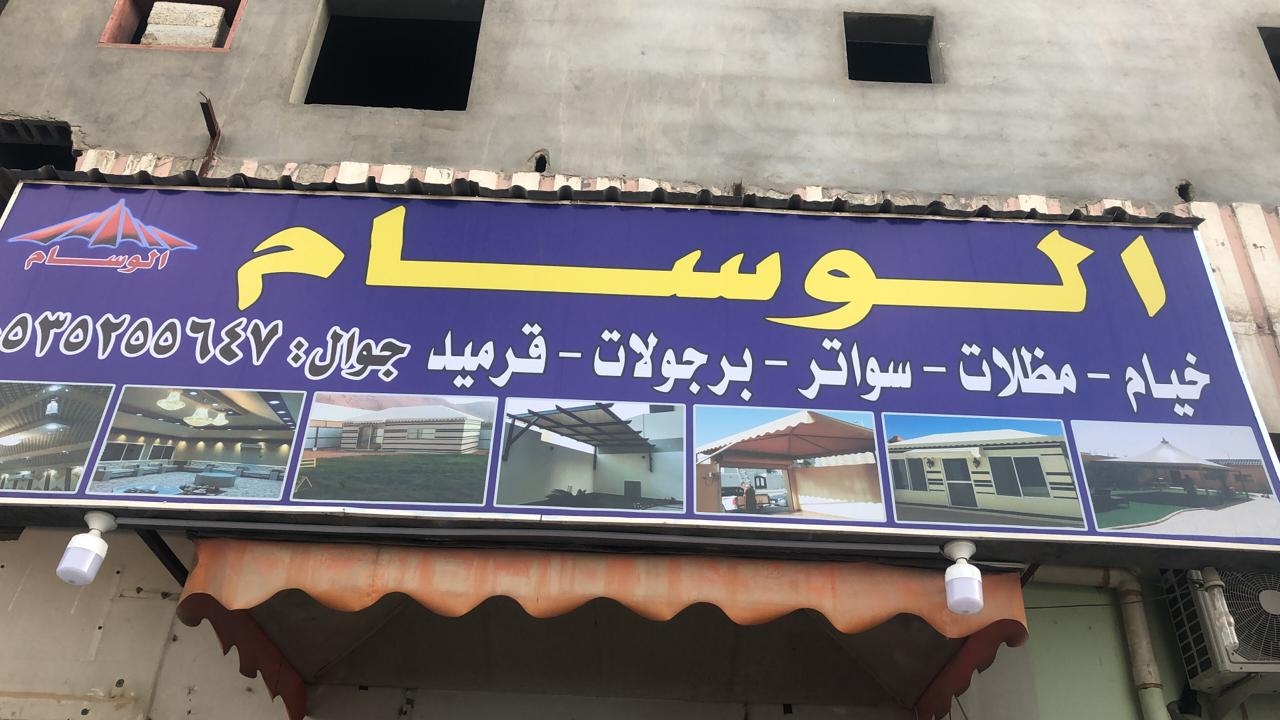 الوسام
الوسام
خيام - مظلات - سواتر - برجولات - قرميد جوال: ٠٥٣٥٢٥٥٦٤٧